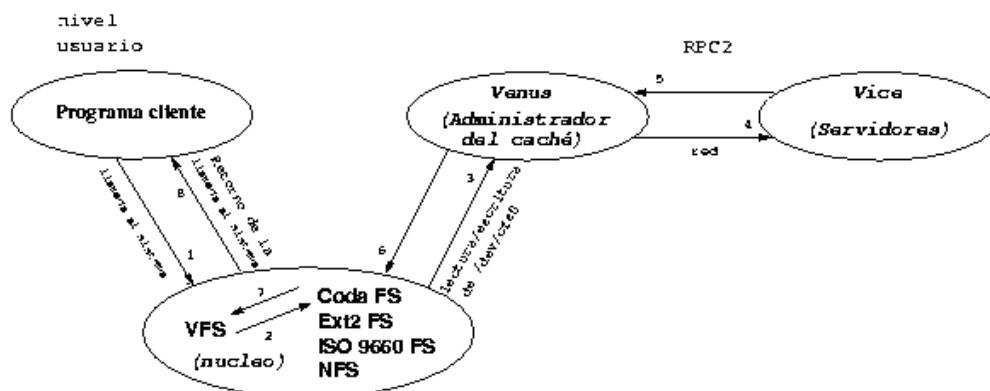 nivel
usuario
RPC2
Programa cliente
Venus
(Administrador
del caché)
5
4
red
Vice
(Servidores)
llamada al sistema
1
8
Retorno de la
llamada al sistema
6
3
lectura/escritura
de /dev/cfs0
7
2
VFS
(nucleo)
Coda FS
Ext2 FS
ISO 9660 FS
NFS